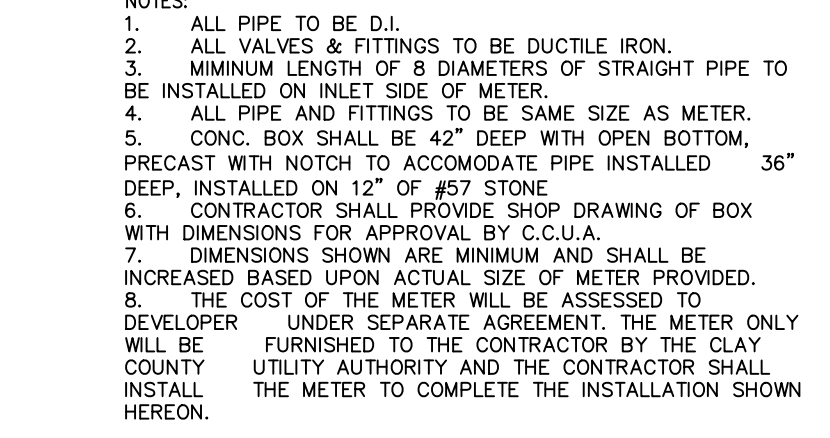 NOTES:
1. ALL PIPE TO BE D.I.
2. ALL VALVES & FITTINGS TO BE DUCTILE IRON.
3. MIMINUM LENGTH OF 8 DIAMETERS OF STRAIGHT PIPE TO
BE INSTALLED ON INLET SIDE OF METER.
4. ALL PIPE AND FITTINGS TO BE SAME SIZE AS METER.
5. CONC. BOX SHALL BE 42” DEEP WITH OPEN BOTTOM,
PRECAST WITH NOTCH TO ACCOMODATE PIPE INSTALLED 36”
DEEP, INSTALLED ON 12” OF #57 STONE
6. CONTRACTOR SHALL PROVIDE SHOP DRAWING OF BOX
WITH DIMENSIONS FOR APPROVAL BY C.C.U.A.
7. DIMENSIONS SHOWN ARE MINIMUM AND SHALL BE
INCREASED BASED UPON ACTUAL SIZE OF METER PROVIDED.
8. THE COST OF THE METER WILL BE ASSESSED TO
DEVELOPER UNDER SEPARATE AGREEMENT. THE METER ONLY
WILL BE FURNISHED TO THE CONTRACTOR BY THE CLAY
COUNTY UTILITY AUTHORITY AND THE CONTRACTOR SHALL
INSTALL THE METER TO COMPLETE THE INSTALLATION SHOWN
HEREON.